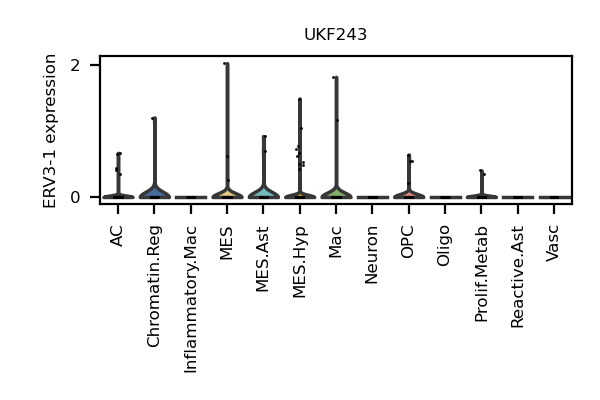 UKF243
ERV3-1 expression
2
0
AC
Chromatin.Reg
Inflammatory.Mac
MES
MES.Ast
MES.Hyp
Mac
Neuron
OPC
Oligo
Prolif.Metab
Reactive.Ast
Vasc